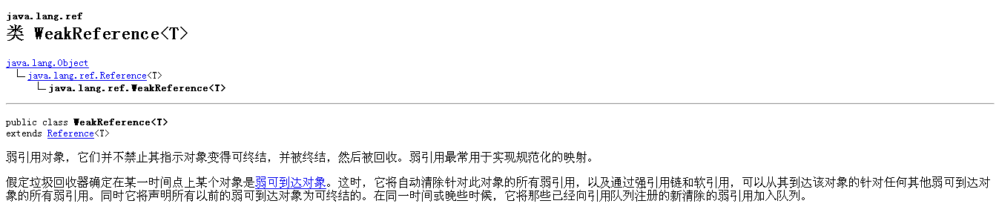 java.lang.ref
类 WeakReference<T>
java.lang.Object
java.lang.ref.Reference<T>
java.lang.ref.WeakReference<T>
public class WeakReference<T>
extends Reference<T>
弱引用对象，它们并不禁止其指示对象变得可终结，并被终结，然后被回收。弱引用最常用于实现规范化的映射。
假定垃圾回收器确定在某一时间点上某个对象是弱可到达对象。这时，它将自动清除针对此对象的所有弱引用，以及通过强引用链和软引用，可以从其到达该对象的针对任何其他弱可到达对
象的所有弱引用。同时它将声明所有以前的弱可到达对象为可终结的。在同一时间或晚些时候，它将那些已经向引用队列注册的新清除的弱引用加入队列。